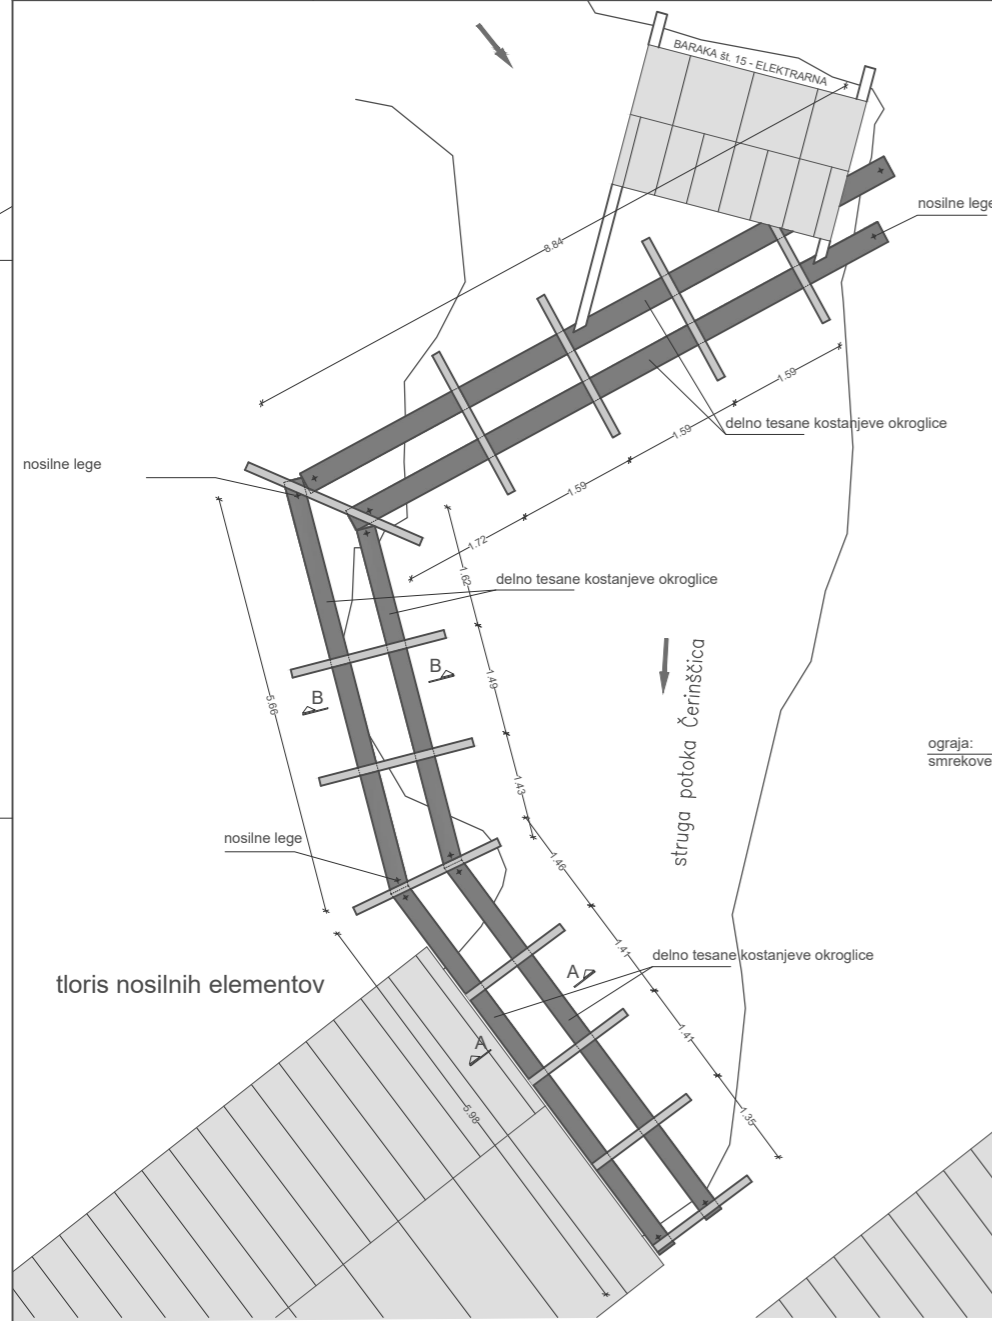 BARAKA št. 15 - ELEKTRARNA
nosilne lege
8.84
1.59
delno tesane kostanjeve okroglice
1.59
nosilne lege
1.59
1.72
1.62
delno tesane kostanjeve okroglice
B
B
1.49
5.66
struga potoka Čerinščica
ograja:
smrekove
1.43
nosilne lege
1.46
1.41
delno tesane kostanjeve okroglice
A
tloris nosilnih elementov
A
1.41
5.98
1.35